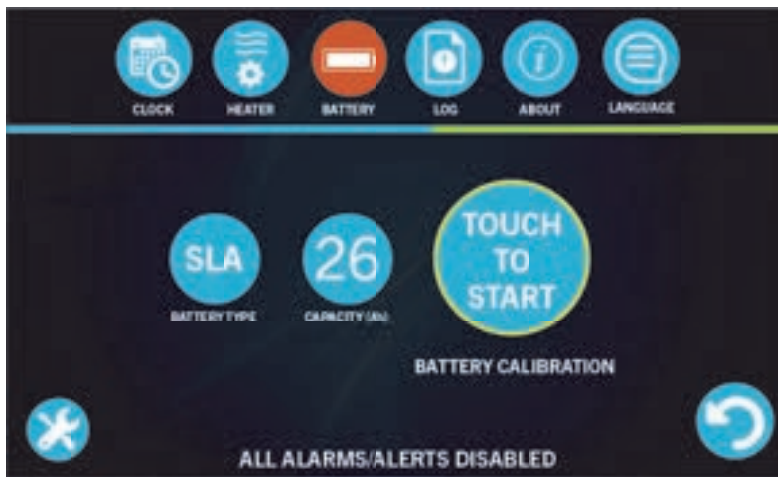 CLOCK HEATER BATTERY LOG ABOUT LANGUAGE
SLA 26 TOUCH
TO
START
BATTERY TYPE CAPACITY (Ah)
BATTERY CALIBRATION
ALL ALARMS/ALERTS DISABLED